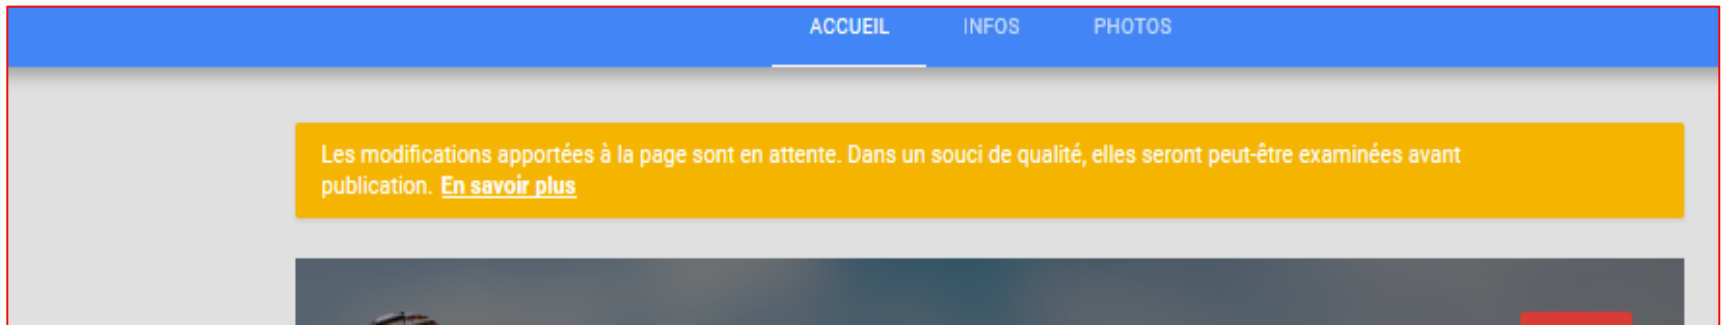 ACCUEIL INFOS PHOTOS
Les modifications apportées à la page sont en attente. Dans un souci de qualité, elles seront peut-être examinées avant
publication. En savoir plus